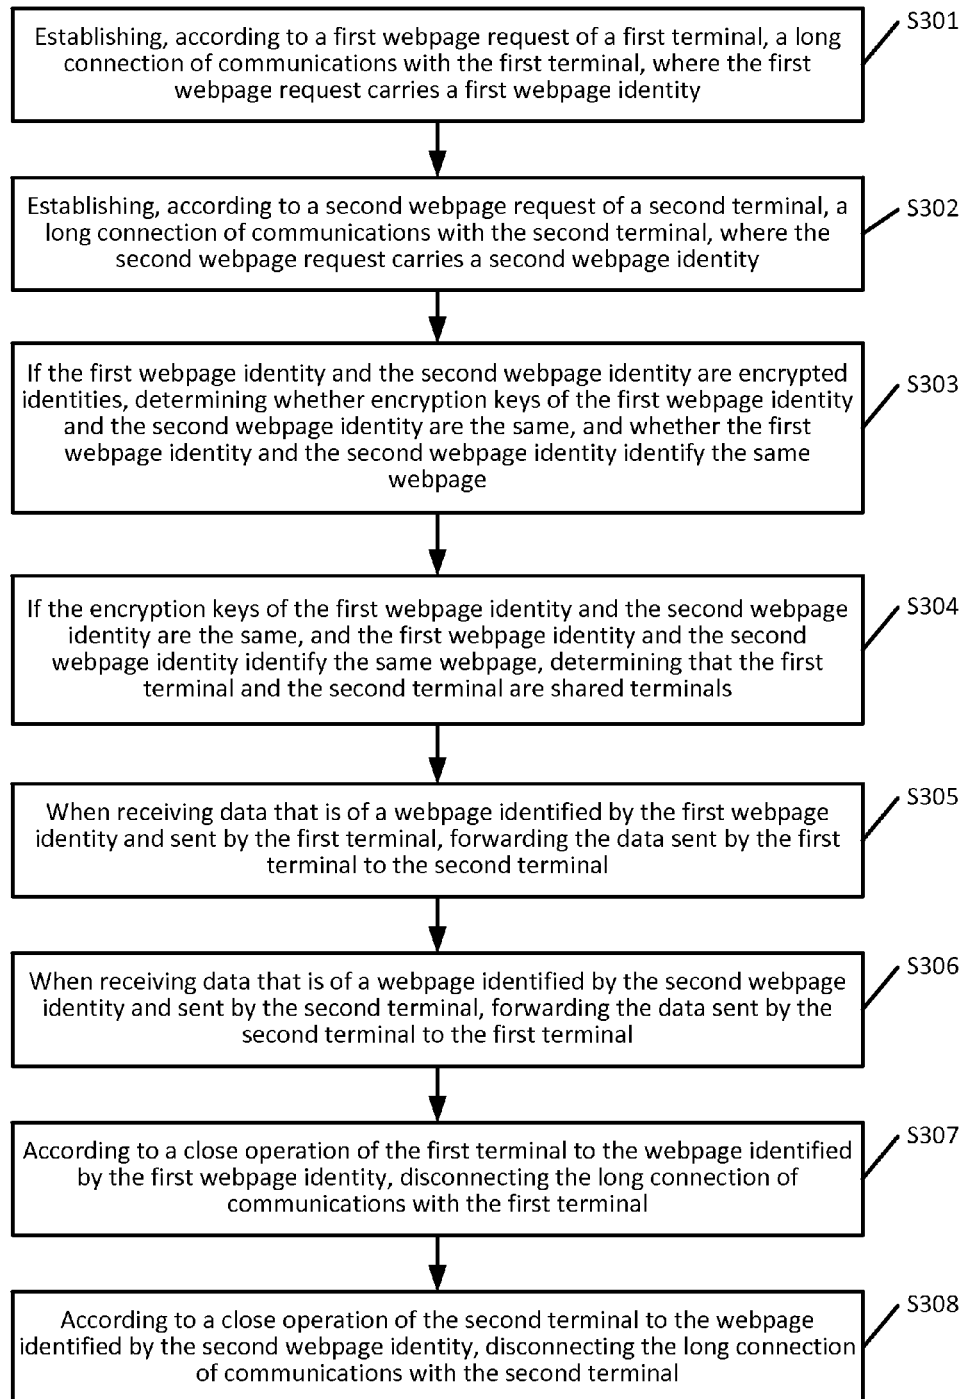 Establishing, according to a first webpage request of a first terminal, a long
connection of communications with the first terminal, where the first
webpage request carries a first webpage identity
S301
Establishing, according to a second webpage request of a second terminal, a
long connection of communications with the second terminal, where the
second webpage request carries a second webpage identity
S302
If the first webpage identity and the second webpage identity are encrypted
identities, determining whether encryption keys of the first webpage identity
and the second webpage identity are the same, and whether the first
webpage identity and the second webpage identity identify the same
webpage
S303
If the encryption keys of the first webpage identity and the second webpage
identity are the same, and the first webpage identity and the second
webpage identity identify the same webpage, determining that the first
terminal and the second terminal are shared terminals
S304
When receiving data that is of a webpage identified by the first webpage
identity and sent by the first terminal, forwarding the data sent by the first
terminal to the second terminal
S305
When receiving data that is of a webpage identified by the second webpage
identity and sent by the second terminal, forwarding the data sent by the
second terminal to the first terminal
S306
According to a close operation of the first terminal to the webpage identified
by the first webpage identity, disconnecting the long connection of
communications with the first terminal
S307
According to a close operation of the second terminal to the webpage
identified by the second webpage identity, disconnecting the long connection
of communications with the second terminal
S308